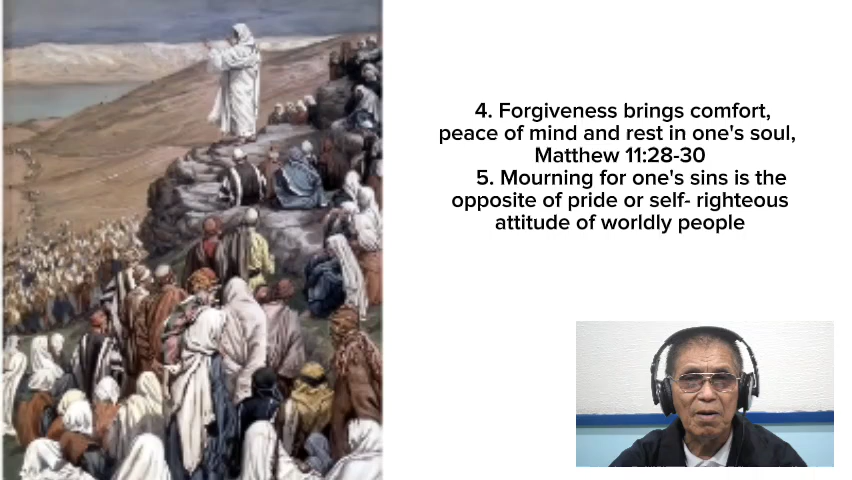 4. Forgiveness brings comfort,
peace of mind and rest in one's soul,
Matthew 11:28-30
5. Mourning for one's sins is the
opposite of pride or self- righteous
attitude of worldly people